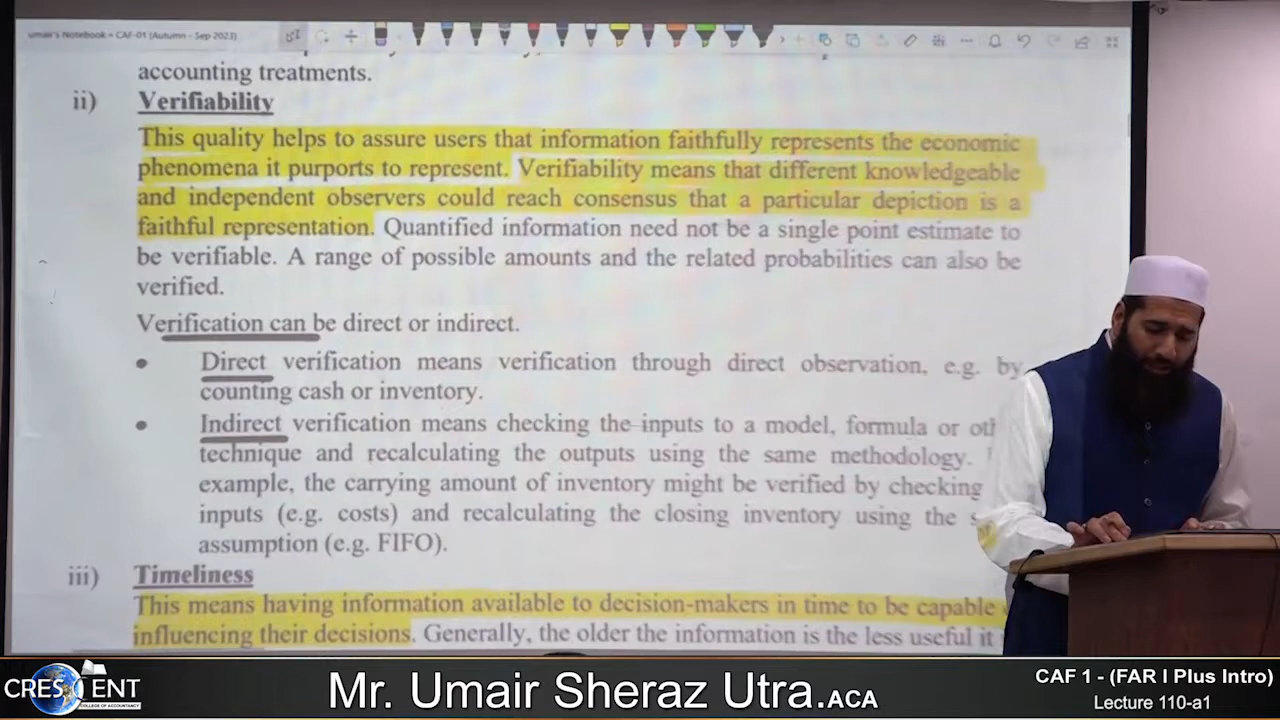 umair's Notebook » CAF-01 (Autumn - Sep 2023)
accounting treatments.
ii) Verifiability
This quality helps to assure users that information faithfully represents the economic
phenomena it purports to represent. Verifiability means that different knowledgeable
and independent observers could reach consensus that a particular depiction is a
faithful representation. Quantified information need not be a single point estimate to
be verifiable. A range of possible amounts and the related probabilities can also be
verified.
Verification can be direct or indirect.
• Direct verification means verification through direct observation, e.g. by
counting cash or inventory.
• Indirect verification means checking the inputs to a model, formula or oth
technique and recalculating the outputs using the same methodology.
example, the carrying amount of inventory might be verified by checking
inputs (e.g. costs) and recalculating the closing inventory using the s
assumption (e.g. FIFO).
iii) Timeliness
This means having information available to decision-makers in time to be capable
influencing their decisions. Generally, the older the information is the less useful it
CRESCENT
COLLEGE OF ACCOUNTANCY
Mr. Umair Sheraz Utra.ACA
CAF 1 - (FAR I Plus Intro)
Lecture 110-a1